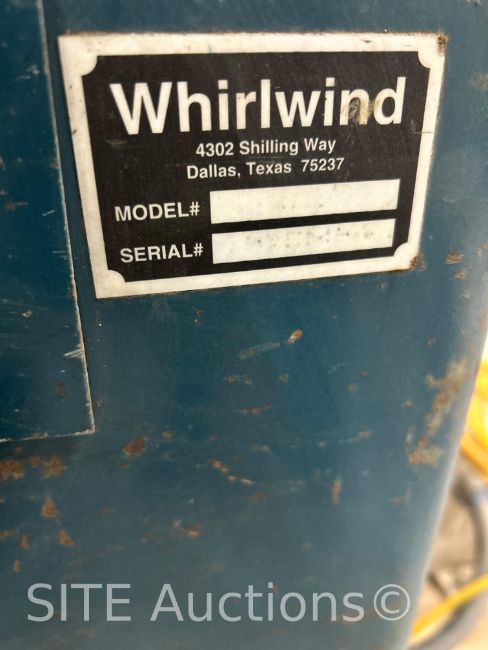 Whirlwind
4302 Shilling Way
Dallas, Texas 75237
MODEL#
SERIAL#
SITE Auctions©